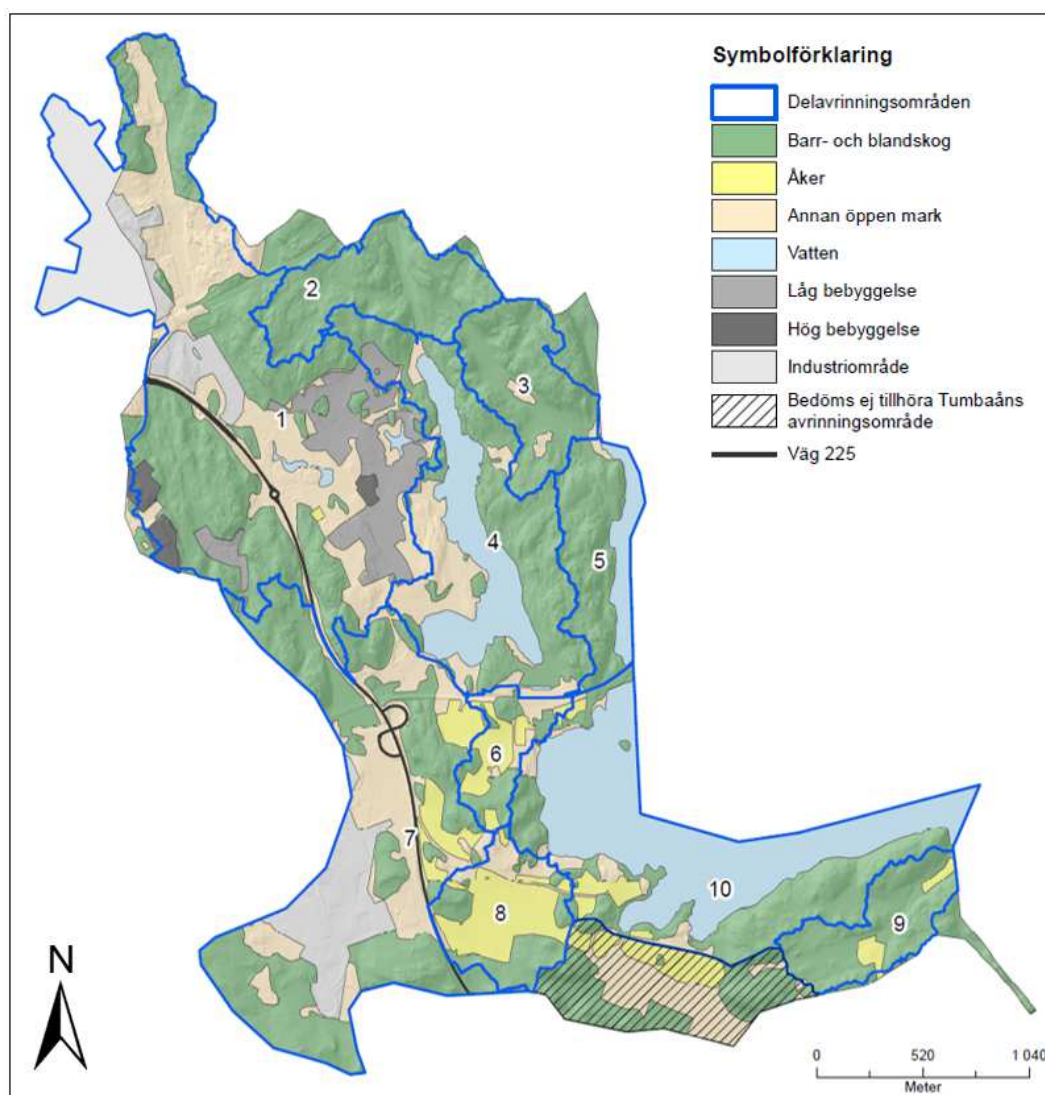 Symbolförklaring
Delavrinningsområden
Barr- och blandskog
Åker
Annan öppen mark
Vatten
Låg bebyggelse
Hög bebyggelse
Industriområde
Bedöms ej tillhöra Tumbaåns
avrinningsområde
Väg 225
2
3
1
4
5
6
7
10
8
9
N
0 520 1 040
Meter